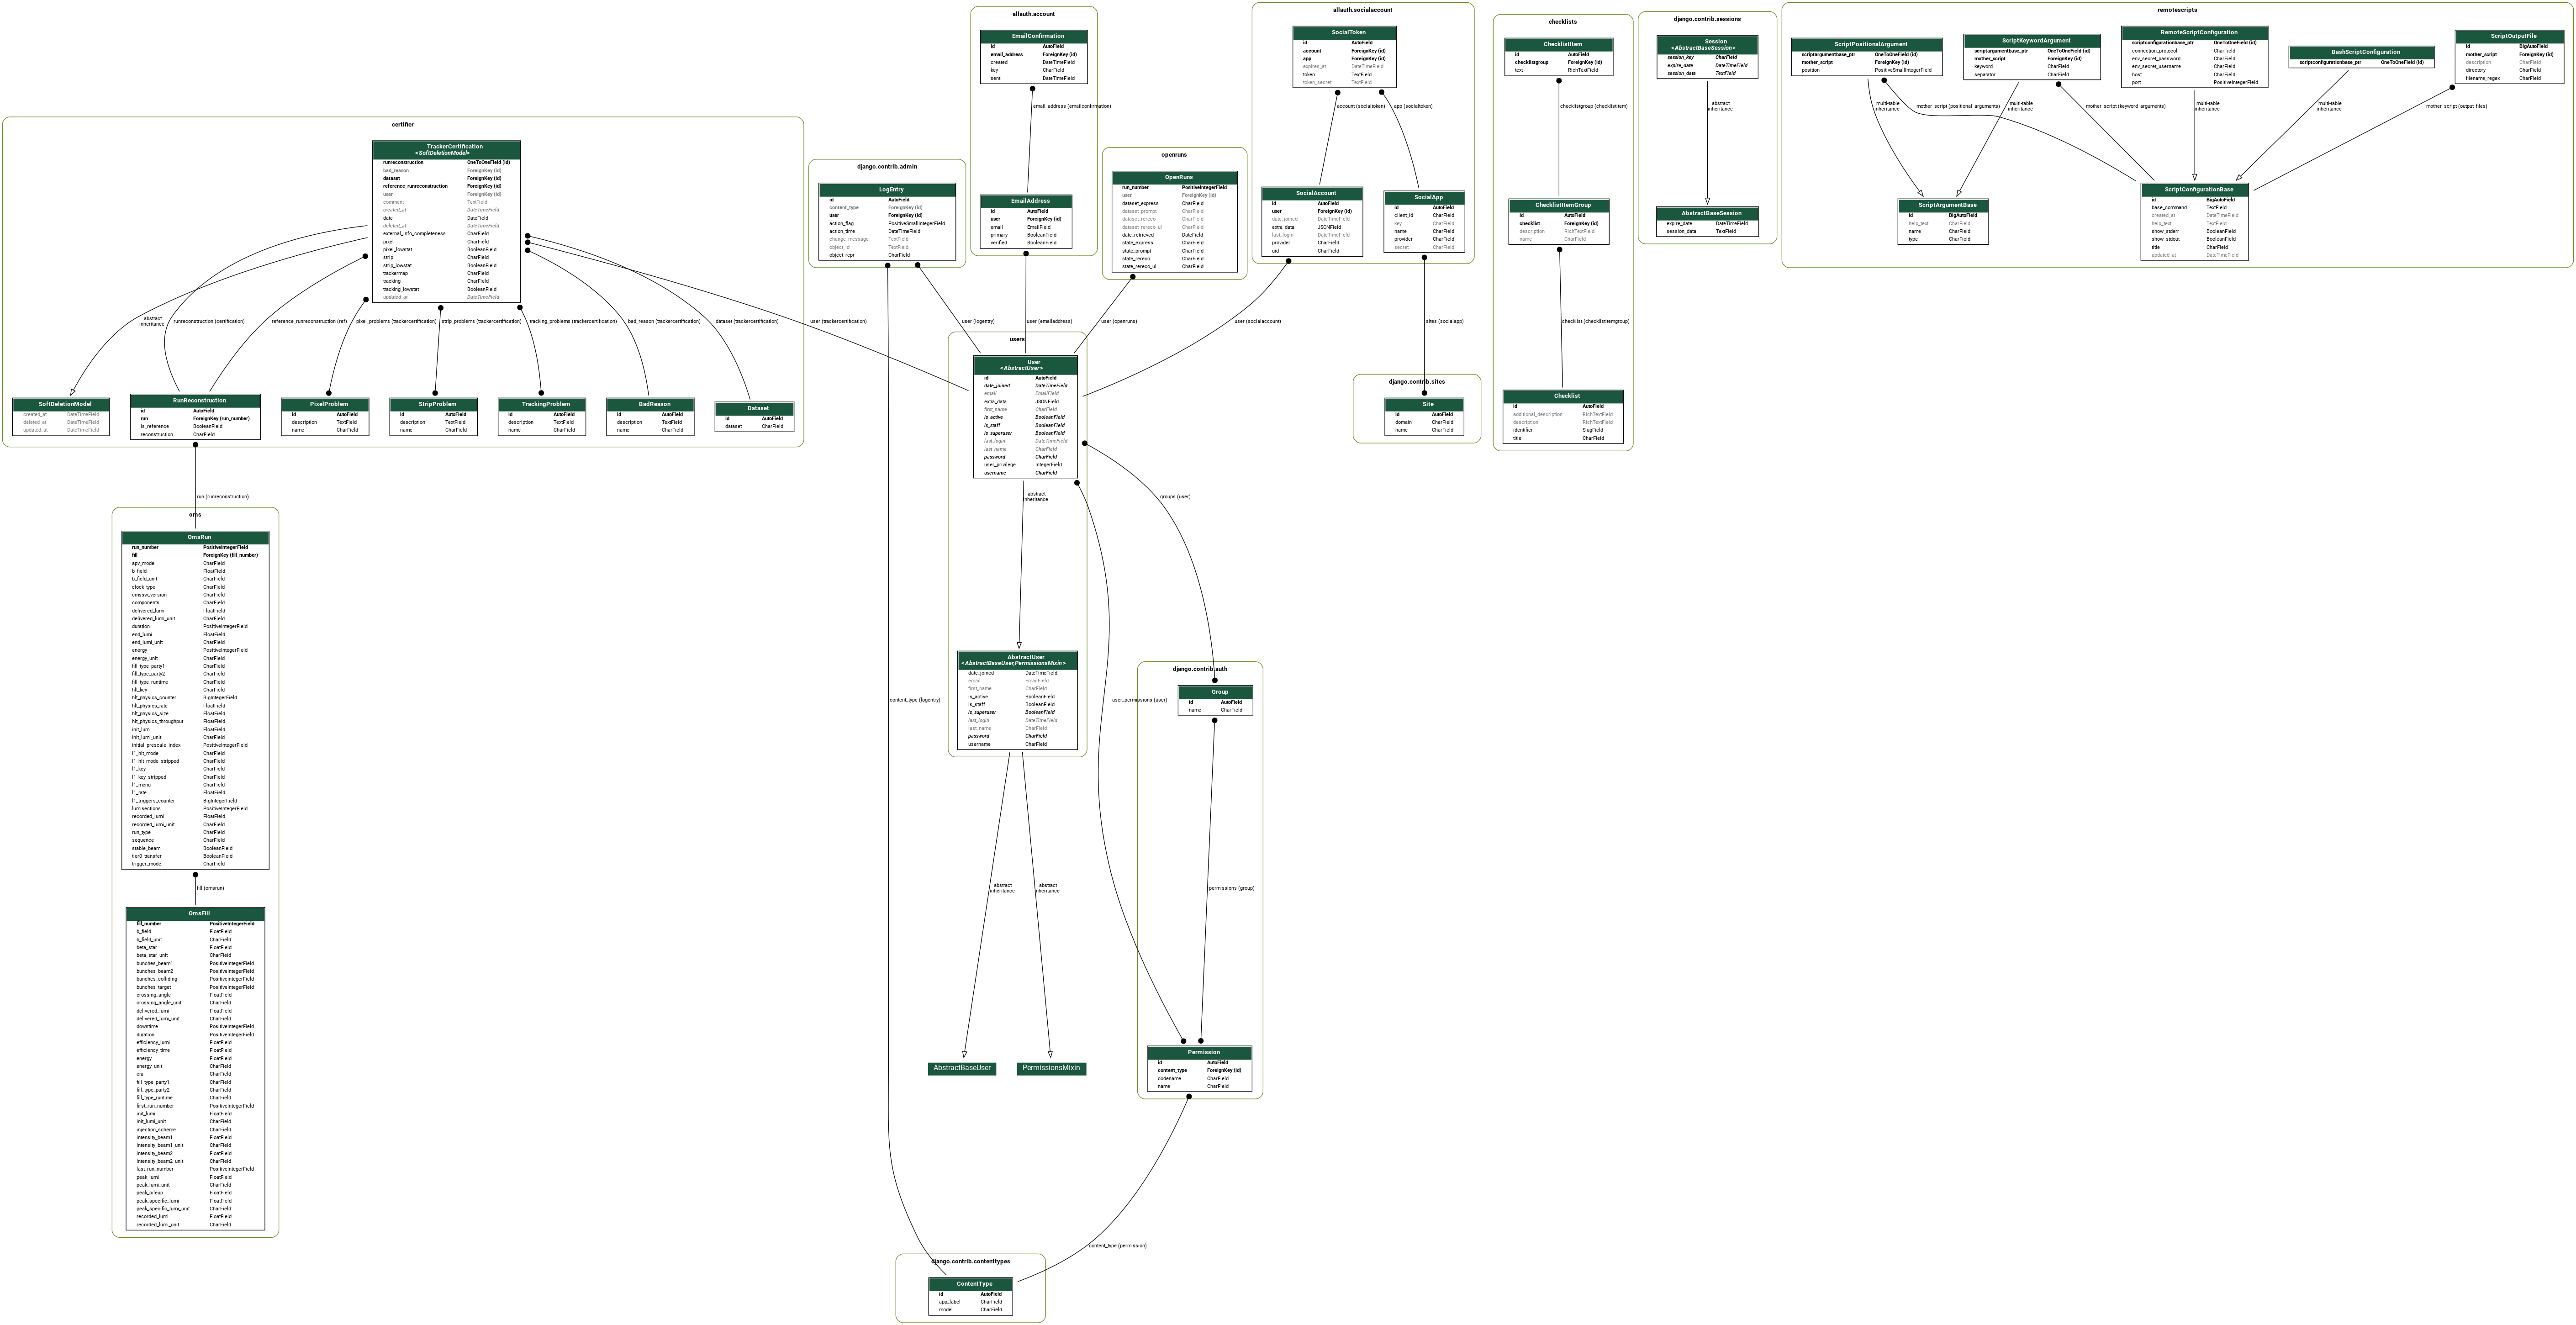 certifier
TrackerCertification
<SoftDeletionModel>
runreconstruction OneToOneField (id)
bad_reason ForeignKey (id)
dataset ForeignKey (id)
reference_runreconstruction ForeignKey (id)
user ForeignKey (id)
comment TextField
created_at DateTimeField
date DateField
deleted_at DateTimeField
external_info_completeness CharField
pixel CharField
pixel_lowstat BooleanField
strip CharField
strip_lowstat BooleanField
trackermap CharField
tracking CharField
tracking_lowstat BooleanField
updated_at DateTimeField
abstract
inheritance
runreconstruction (certification)
reference_runreconstruction (ref)
pixel_problems (trackercertification)
strip_problems (trackercertification)
tracking_problems (trackercertification)
bad_reason (trackercertification)
dataset (trackercertification)
user (trackercertification)
SoftDeletionModel
created_at DateTimeField
deleted_at DateTimeField
updated_at DateTimeField
RunReconstruction
id AutoField
run ForeignKey (run_number)
is_reference BooleanField
reconstruction CharField
PixelProblem
id AutoField
description TextField
name CharField
StripProblem
id AutoField
description TextField
name CharField
TrackingProblem
id AutoField
description TextField
name CharField
BadReason
id AutoField
description TextField
name CharField
Dataset
id AutoField
dataset CharField
run (runreconstruction)
oms
OmsRun
run_number PositiveIntegerField
fill ForeignKey (fill_number)
apv_mode CharField
b_field FloatField
b_field_unit CharField
clock_type CharField
cmssw_version CharField
components CharField
delivered_lumi FloatField
delivered_lumi_unit CharField
duration PositiveIntegerField
end_lumi FloatField
end_lumi_unit CharField
energy PositiveIntegerField
energy_unit CharField
fill_type_party1 CharField
fill_type_party2 CharField
fill_type_runtime CharField
hlt_key CharField
hlt_physics_counter BigIntegerField
hlt_physics_rate FloatField
hlt_physics_size FloatField
hlt_physics_throughput FloatField
init_lumi FloatField
init_lumi_unit CharField
initial_prescale_index PositiveIntegerField
l1_hlt_mode CharField
l1_hlt_mode_stripped CharField
l1_key CharField
l1_key_stripped CharField
l1_menu CharField
l1_rate FloatField
l1_triggers_counter BigIntegerField
lumisections PositiveIntegerField
recorded_lumi FloatField
recorded_lumi_unit CharField
run_type CharField
sequence CharField
stable_beam BooleanField
tier0_transfer BooleanField
trigger_mode CharField
fill (omsrun)
OmsFill
fill_number PositiveIntegerField
b_field FloatField
b_field_unit CharField
beta_star FloatField
beta_star_unit CharField
bunches_beam1 PositiveIntegerField
bunches_beam2 PositiveIntegerField
bunches_colliding PositiveIntegerField
bunches_target PositiveIntegerField
crossing_angle FloatField
crossing_angle_unit CharField
delivered_lumi FloatField
delivered_lumi_unit CharField
downtime PositiveIntegerField
duration PositiveIntegerField
efficiency_lumi FloatField
efficiency_time FloatField
energy FloatField
energy_unit CharField
era CharField
fill_type_party1 CharField
fill_type_party2 CharField
fill_type_runtime CharField
first_run_number PositiveIntegerField
init_lumi FloatField
init_lumi_unit CharField
injection_scheme CharField
intensity_beam1 FloatField
intensity_beam1_unit CharField
intensity_beam2 FloatField
intensity_beam2_unit CharField
last_run_number PositiveIntegerField
peak_lumi FloatField
peak_lumi_unit CharField
peak_pileup FloatField
peak_specific_lumi FloatField
peak_specific_lumi_unit CharField
recorded_lumi FloatField
recorded_lumi_unit CharField
django.contrib.admin
LogEntry
id AutoField
content_type ForeignKey (id)
user ForeignKey (id)
action_flag PositiveSmallIntegerField
action_time DateTimeField
change_message TextField
object_id TextField
object_repr CharField
user (logentry)
content_type (logentry)
allauth.account
EmailConfirmation
id AutoField
email_address ForeignKey (id)
created DateTimeField
key CharField
sent DateTimeField
email_address (emailconfirmation)
EmailAddress
id AutoField
user ForeignKey (id)
email EmailField
primary BooleanField
verified BooleanField
user (emailaddress)
openruns
OpenRuns
run_number PositiveIntegerField
user ForeignKey (id)
dataset_express CharField
dataset_prompt CharField
dataset_rereco CharField
dataset_rereco_ul CharField
date_retrieved DateField
state_express CharField
state_prompt CharField
state_rereco CharField
state_rereco_ul CharField
user (openruns)
allauth.socialaccount
SocialToken
id AutoField
account ForeignKey (id)
app ForeignKey (id)
expires_at DateTimeField
token TextField
token_secret TextField
account (socialtoken)
app (socialtoken)
SocialAccount
id AutoField
user ForeignKey (id)
date_joined DateTimeField
extra_data JSONField
last_login DateTimeField
provider CharField
uid CharField
SocialApp
id AutoField
client_id CharField
key CharField
name CharField
provider CharField
secret CharField
user (socialaccount)
sites (socialapp)
django.contrib.sites
Site
id AutoField
domain CharField
name CharField
users
User
<AbstractUser>
id AutoField
date_joined DateTimeField
email EmailField
extra_data JSONField
first_name CharField
is_active BooleanField
is_staff BooleanField
is_superuser BooleanField
last_login DateTimeField
last_name CharField
password CharField
user_privilege IntegerField
username CharField
abstract
inheritance
groups (user)
user_permissions (user)
AbstractUser
<AbstractBaseUser,PermissionsMixin>
date_joined DateTimeField
email EmailField
first_name CharField
is_active BooleanField
is_staff BooleanField
is_superuser BooleanField
last_login DateTimeField
last_name CharField
password CharField
username CharField
abstract
inheritance
abstract
inheritance
AbstractBaseUser
PermissionsMixin
django.contrib.auth
Group
id AutoField
name CharField
permissions (group)
Permission
id AutoField
content_type ForeignKey (id)
codename CharField
name CharField
content_type (permission)
django.contrib.contenttypes
ContentType
id AutoField
app_label CharField
model CharField
checklists
ChecklistItem
id AutoField
checklistgroup ForeignKey (id)
text RichTextField
checklistgroup (checklistitem)
ChecklistItemGroup
id AutoField
checklist ForeignKey (id)
description RichTextField
name CharField
checklist (checklistitemgroup)
Checklist
id AutoField
additional_description RichTextField
description RichTextField
identifier SlugField
title CharField
django.contrib.sessions
Session
<AbstractBaseSession>
session_key CharField
expire_date DateTimeField
session_data TextField
abstract
inheritance
AbstractBaseSession
expire_date DateTimeField
session_data TextField
remotescripts
ScriptPositionalArgument
scriptargumentbase_ptr OneToOneField (id)
mother_script ForeignKey (id)
position PositiveSmallIntegerField
ScriptKeywordArgument
scriptargumentbase_ptr OneToOneField (id)
mother_script ForeignKey (id)
keyword CharField
separator CharField
RemoteScriptConfiguration
scriptconfigurationbase_ptr OneToOneField (id)
connection_protocol CharField
env_secret_password CharField
env_secret_username CharField
host CharField
port PositiveIntegerField
BashScriptConfiguration
scriptconfigurationbase_ptr OneToOneField (id)
ScriptOutputFile
id BigAutoField
mother_script ForeignKey (id)
description CharField
directory CharField
filename_regex CharField
multi-table
inheritance
mother_script (positional_arguments)
multi-table
inheritance
mother_script (keyword_arguments)
multi-table
inheritance
multi-table
inheritance
mother_script (output_files)
ScriptArgumentBase
id BigAutoField
help_text CharField
name CharField
type CharField
ScriptConfigurationBase
id BigAutoField
base_command TextField
created_at DateTimeField
help_text TextField
show_stderr BooleanField
show_stdout BooleanField
title CharField
updated_at DateTimeField